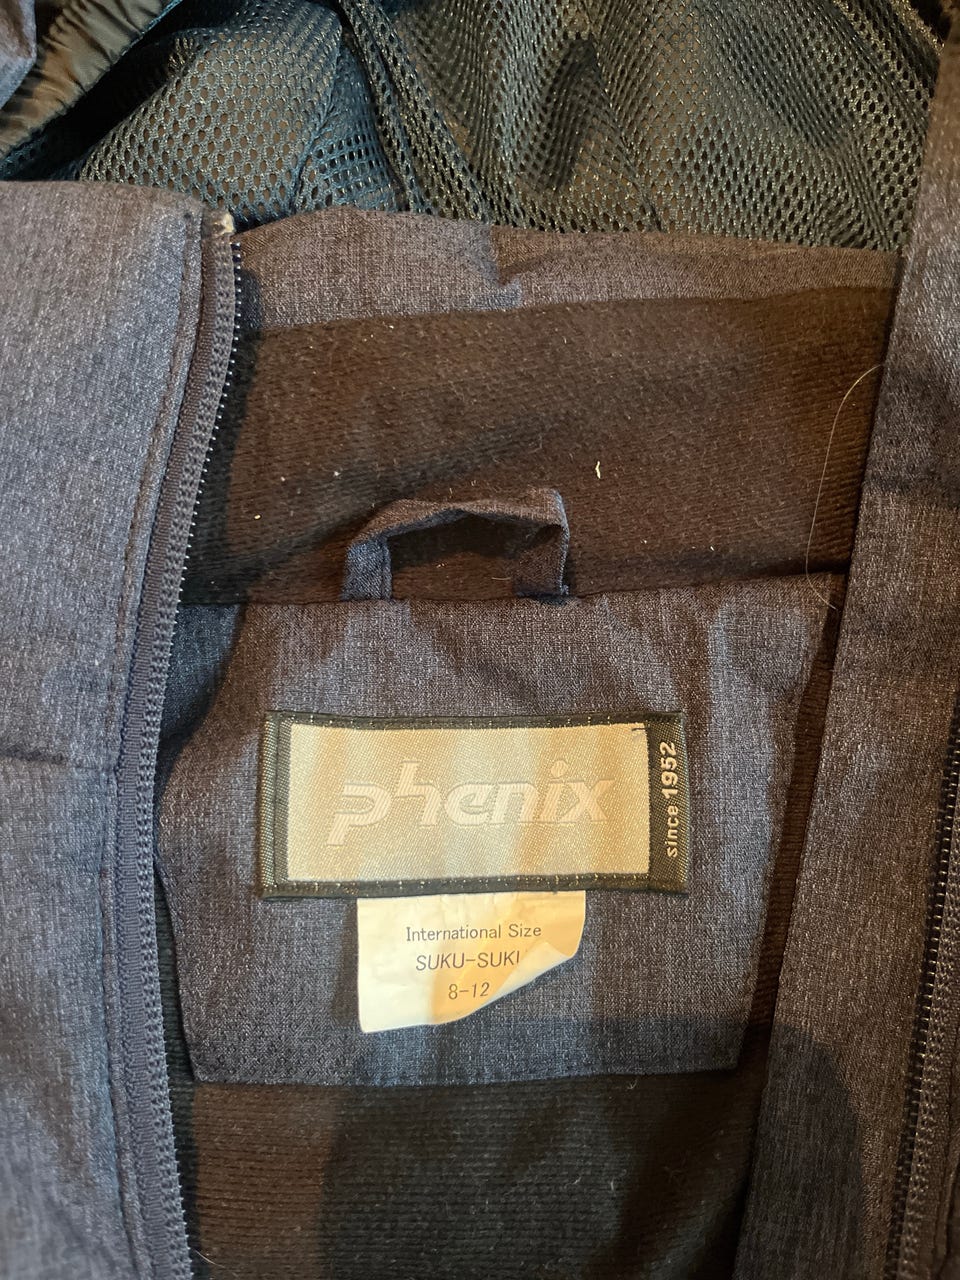 phenix
since 1952
International Size
SUKU-SUKU
8-12